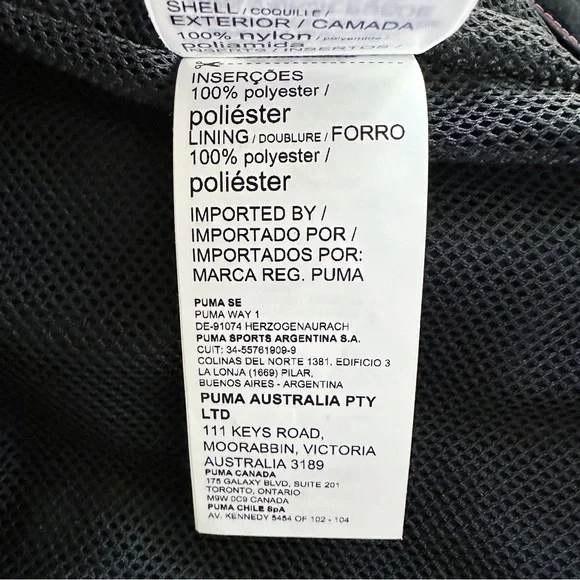 SHELL / COQUILLE /
EXTERIOR / CAMADA
100% nylon / polyamide /
poliamida
INSERÇÕES
100% polyester /
poliéster
LINING / DOUBLURE / FORRO
100% polyester /
poliéster
IMPORTED BY /
IMPORTADO POR /
IMPORTADOS POR:
MARCA REG. PUMA
PUMA SE
PUMA WAY 1
DE-91074 HERZOGENAURACH
PUMA SPORTS ARGENTINA S.A.
CUIT: 34-55761909-9
COLINAS DEL NORTE 1381. EDIFICIO 3
LA LONJA (1669) PILAR,
BUENOS AIRES - ARGENTINA
PUMA AUSTRALIA PTY
LTD
111 KEYS ROAD,
MOORABBIN, VICTORIA
AUSTRALIA 3189
PUMA CANADA
175 GALAXY BLVD, SUITE 201
TORONTO, ONTARIO
M9W 0C9 CANADA
PUMA CHILE SpA
AV. KENNEDY 5454 OF 102 - 104